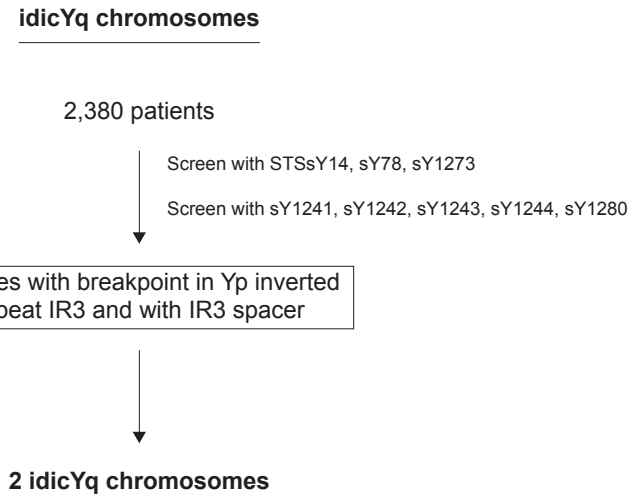 idicYq chromosomes
2,380 patients
Screen with STSsY14, sY78, sY1273
Screen with sY1241, sY1242, sY1243, sY1244, sY1280
with breakpoint in Yp inverted
IR3 and with IR3 spacer
2 idicYq chromosomes